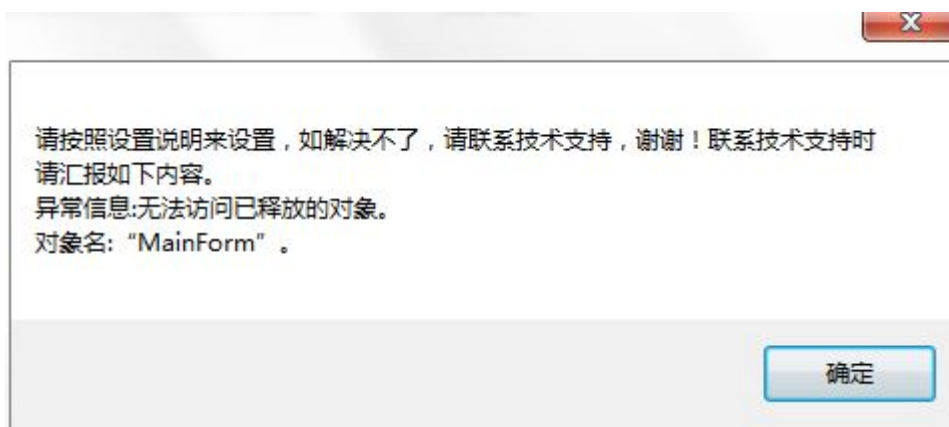 请按照设置说明来设置，如解决不了，请联系技术支持，谢谢！联系技术支持时
请汇报如下内容。
异常信息:无法访问已释放的对象。
对象名:“MainForm”。
确定